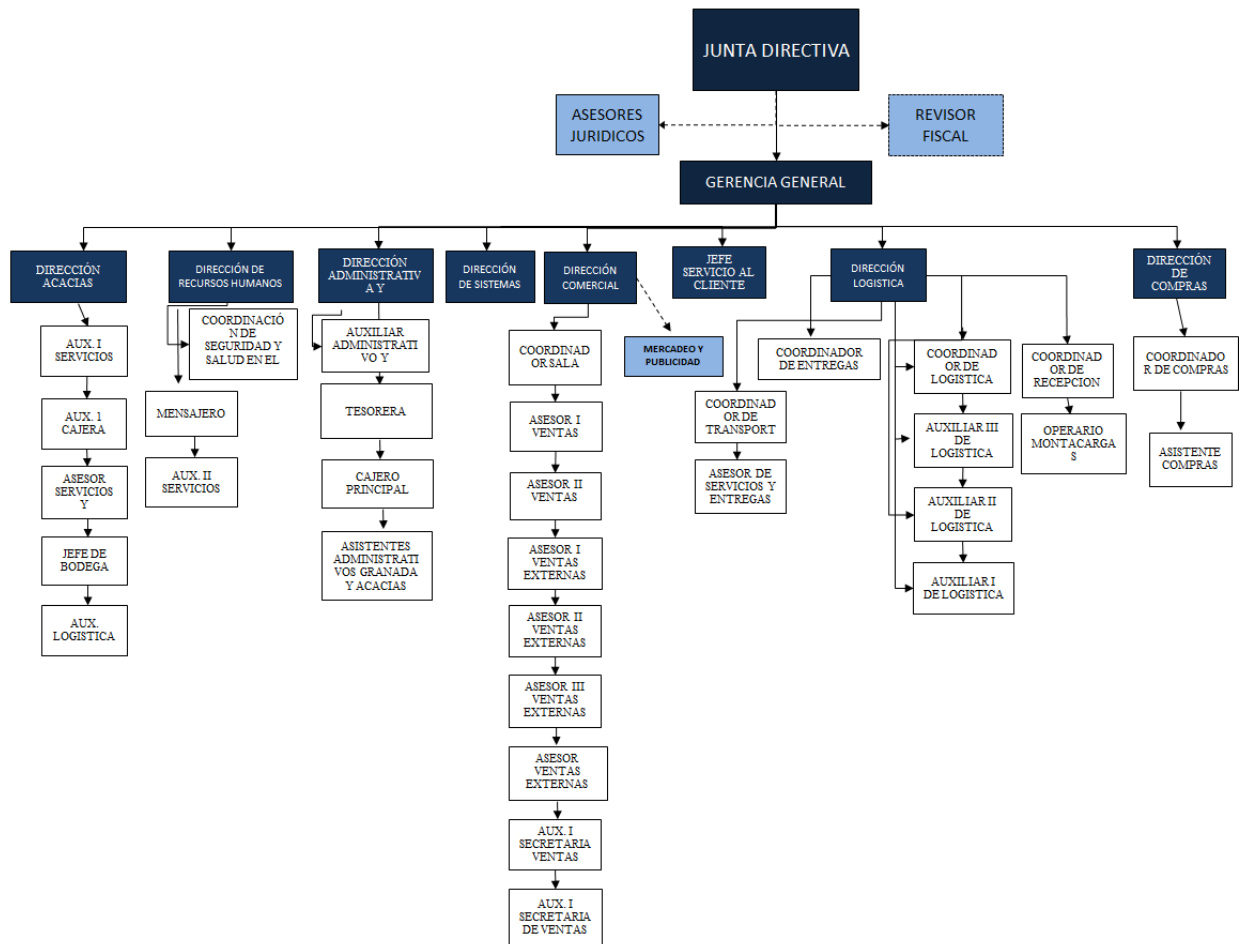 JUNTA DIRECTIVA
ASESORES
JURIDICOS
REVISOR
FISCAL
GERENCIA GENERAL
DIRECCIÓN
ACACIAS
DIRECCIÓN DE
RECURSOS HUMANOS
DIRECCIÓN
ADMINISTRATIV
A Y
DIRECCIÓN
DE SISTEMAS
DIRECCIÓN
COMERCIAL
JEFE
SERVICIO AL
CLIENTE
DIRECCIÓN
LOGISTICA
DIRECCIÓN
DE
COMPRAS
AUX. I
SERVICIOS
AUX. 1
CAJERA
ASESOR
SERVICIOS
Y
JEFE DE
BODEGA
AUX.
LOGISTICA
COORDINACIÓ
N DE
SEGURIDAD Y
SALUD EN EL
MENSAJERO
AUX. II
SERVICIOS
AUXILIAR
ADMINISTRATI
VO Y
TESORERA
CAJERO
PRINCIPAL
ASISTENTES
ADMINISTRATI
VOS GRANADA
Y ACACIAS
COORDINAD
OR SALA
ASESOR I
VENTAS
ASESOR II
VENTAS
ASESOR I
VENTAS
EXTERNAS
ASESOR II
VENTAS
EXTERNAS
ASESOR III
VENTAS
EXTERNAS
ASESOR
VENTAS
EXTERNAS
AUX. I
SECRETARIA
VENTAS
AUX. I
SECRETARIA
DE VENTAS
MERCADEO Y
PUBLICIDAD
COORDINAD
OR DE
TRANSPORT
ASESOR DE
SERVICIOS Y
ENTREGAS
COORDINADOR
DE ENTREGAS
COORDINAD
OR DE
LOGISTICA
AUXILIAR III
DE
LOGISTICA
AUXILIAR II
DE
LOGISTICA
AUXILIAR I
DE LOGISTICA
COORDINAD
OR DE
RECEPCION
OPERARIO
MONTACARGA
S
COORDINADO
R DE COMPRAS
ASISTENTE
COMPRAS